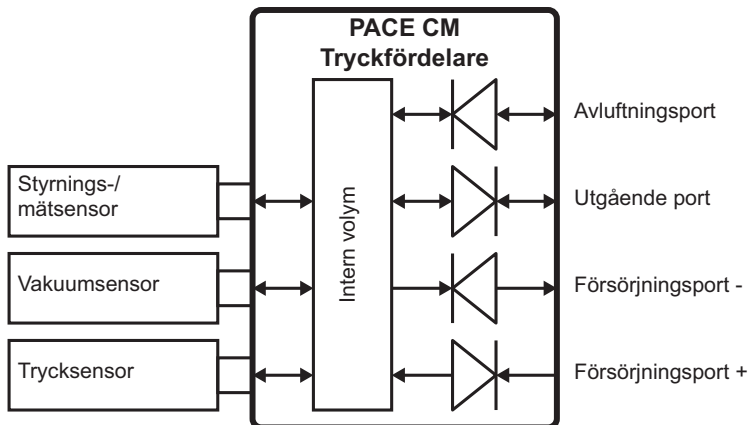 PACE CM
Tryckfördelare
Styrnings-/
mätsensor
Vakuumsensor
Trycksensor
Intern volym
Avluftningsport
Utgående port
Försörjningsport -
Försörjningsport +